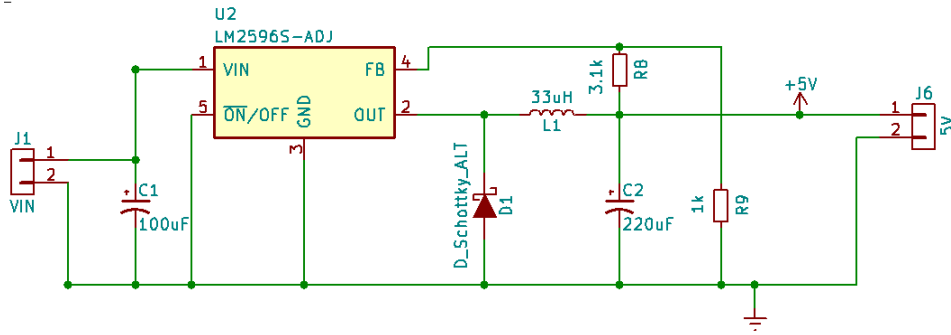 U2
LM2596S-ADJ
1
VIN
FB
4
5
ON/OFF
GND
OUT
2
3
J1
1
2
VIN
C1
100uF
33uH
L1
3.1k
R8
+5V
J6
1
2
5V
D_Schottky_ALT
D1
C2
220uF
1k
R9